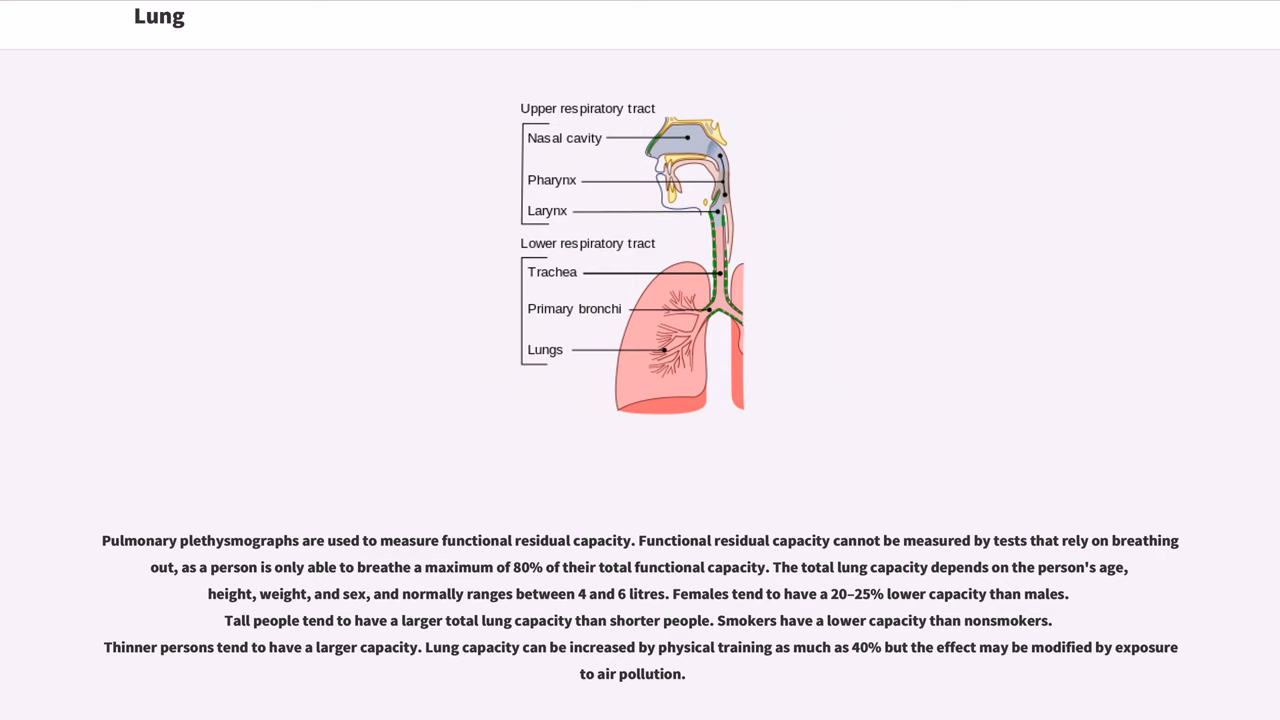 Lung
Upper respiratory tract
Nasal cavity
Pharynx
Larynx
Lower respiratory tract
Trachea
Primary bronchi
Lungs
Pulmonary plethysmographs are used to measure functional residual capacity. Functional residual capacity cannot be measured by tests that rely on breathing
out, as a person is only able to breathe a maximum of 80% of their total functional capacity. The total lung capacity depends on the person's age,
height, weight, and sex, and normally ranges between 4 and 6 litres. Females tend to have a 20–25% lower capacity than males.
Tall people tend to have a larger total lung capacity than shorter people. Smokers have a lower capacity than nonsmokers.
Thinner persons tend to have a larger capacity. Lung capacity can be increased by physical training as much as 40% but the effect may be modified by exposure
to air pollution.